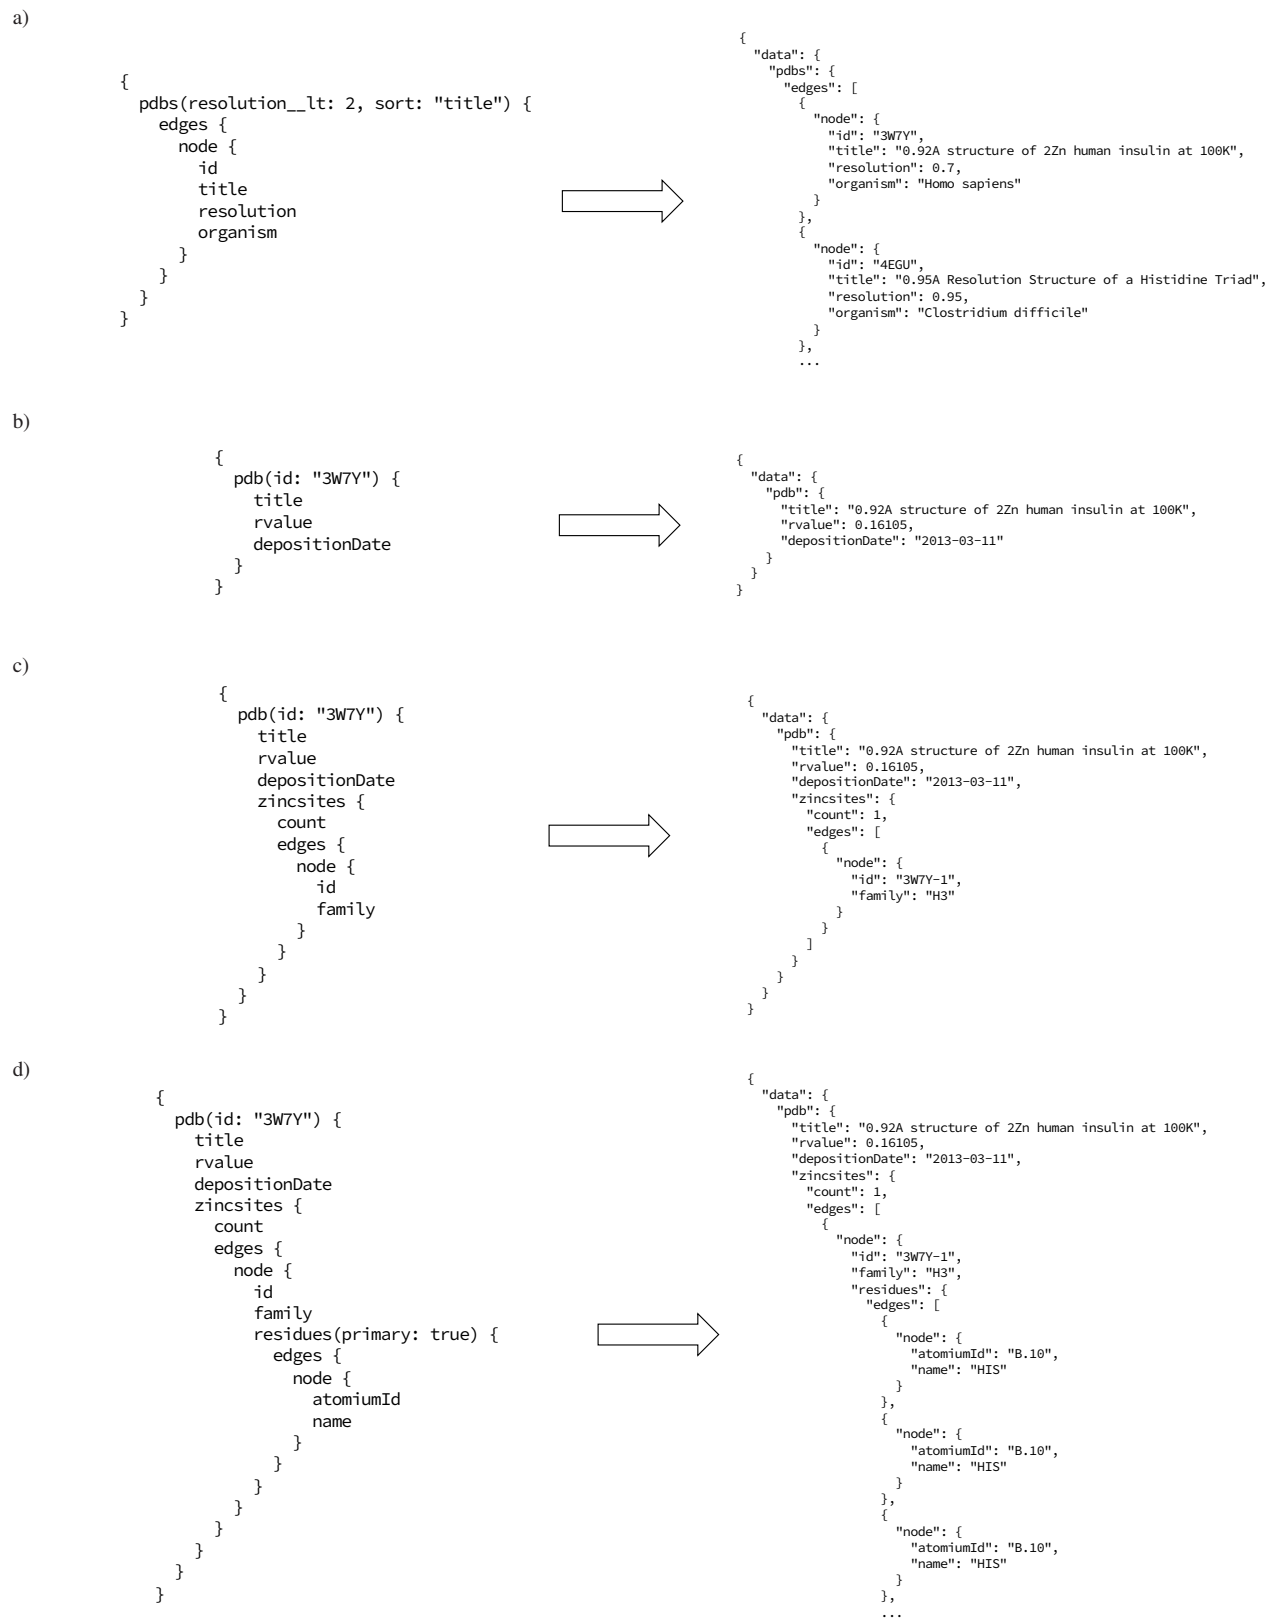 a)
{
  pdbs(resolution__lt: 2, sort: "title") {
    edges {
      node {
        id
        title
        resolution
        organism
      }
    }
  }
}
{
  "data": {
    "pdbs": {
      "edges": [
        {
          "node": {
            "id": "3W7Y",
            "title": "0.92A structure of 2Zn human insulin at 100K",
            "resolution": 0.7,
            "organism": "Homo sapiens"
          }
        },
        {
          "node": {
            "id": "4EGU",
            "title": "0.95A Resolution Structure of a Histidine Triad",
            "resolution": 0.95,
            "organism": "Clostridium difficile"
          }
        },
        ...
b)
{
  pdb(id: "3W7Y") {
    title
    rvalue
    depositionDate
  }
}
{
  "data": {
    "pdb": {
      "title": "0.92A structure of 2Zn human insulin at 100K",
      "rvalue": 0.16105,
      "depositionDate": "2013-03-11"
    }
  }
}
c)
{
  pdb(id: "3W7Y") {
    title
    rvalue
    depositionDate
    zincsites {
      count
      edges {
        node {
          id
          family
        }
      }
    }
  }
}
{
  "data": {
    "pdb": {
      "title": "0.92A structure of 2Zn human insulin at 100K",
      "rvalue": 0.16105,
      "depositionDate": "2013-03-11",
      "zincsites": {
        "count": 1,
        "edges": [
          {
            "node": {
              "id": "3W7Y-1",
              "family": "H3"
            }
          }
        ]
      }
    }
  }
}
d)
{
  pdb(id: "3W7Y") {
    title
    rvalue
    depositionDate
    zincsites {
      count
      edges {
        node {
          id
          family
          residues(primary: true) {
            edges {
              node {
                atomiumId
                name
              }
            }
          }
        }
      }
    }
  }
}
{
  "data": {
    "pdb": {
      "title": "0.92A structure of 2Zn human insulin at 100K",
      "rvalue": 0.16105,
      "depositionDate": "2013-03-11",
      "zincsites": {
        "count": 1,
        "edges": [
          {
            "node": {
              "id": "3W7Y-1",
              "family": "H3",
              "residues": {
                "edges": [
                  {
                    "node": {
                      "atomiumId": "B.10",
                      "name": "HIS"
                    }
                  },
                  {
                    "node": {
                      "atomiumId": "B.10",
                      "name": "HIS"
                    }
                  },
                  {
                    "node": {
                      "atomiumId": "B.10",
                      "name": "HIS"
                    }
                  },
                  ...